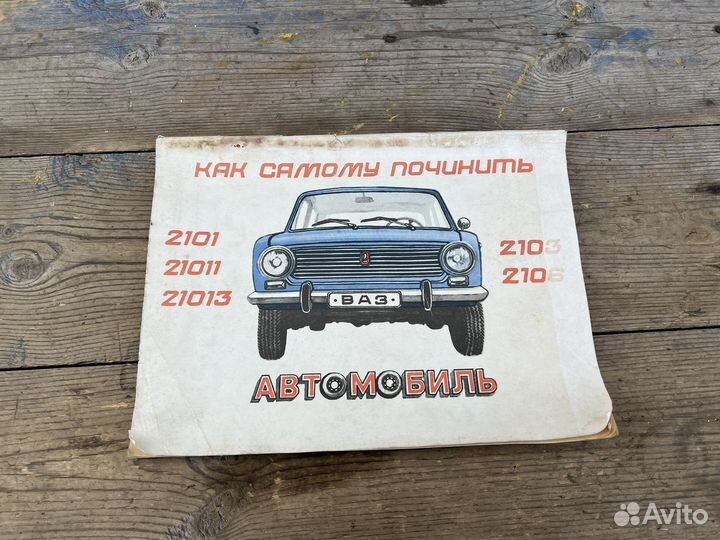 КАК САМОМУ ПОЧИНИТЬ
2101
21011
21013
2103
2106
ВАЗ
АВТОМОБИЛЬ
Avito